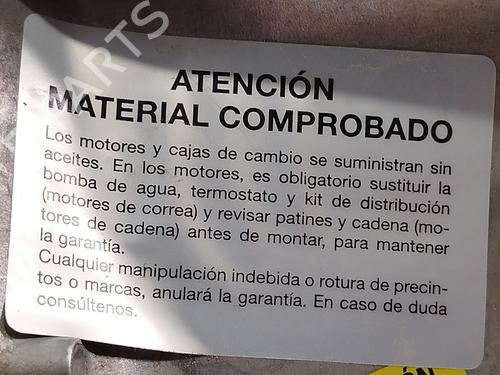 PARTS
ATENCIÓN
MATERIAL COMPROBADO
Los motores y cajas de cambio se suministran sin
aceites. En los motores, es obligatorio sustituir la
bomba de agua, termostato y kit de distribución
(motores de correa) y revisar patines y cadena (mo-
tores de cadena) antes de montar, para mantener
la garantía.
Cualquier manipulación indebida o rotura de precin-
tos o marcas, anulará la garantía. En caso de duda
consúltenos.